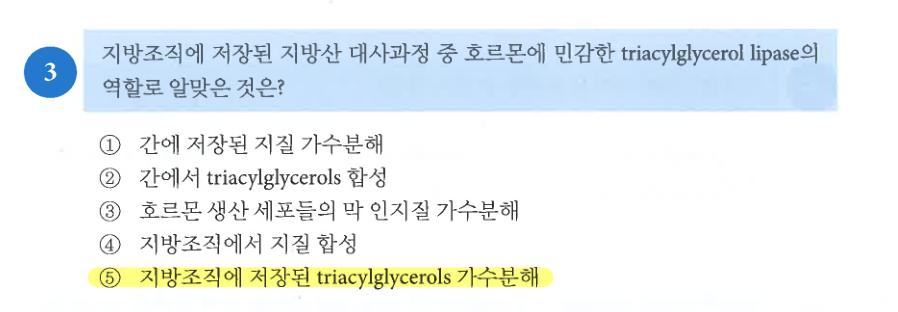 3
지방조직에 저장된 지방산 대사과정 중 호르몬에 민감한 triacylglycerol lipase의
역할로 알맞은 것은?
① 간에 저장된 지질 가수분해
② 간에서 triacylglycerols 합성
③ 호르몬 생산 세포들의 막 인지질 가수분해
④ 지방조직에서 지질 합성
⑤ 지방조직에 저장된 triacylglycerols 가수분해